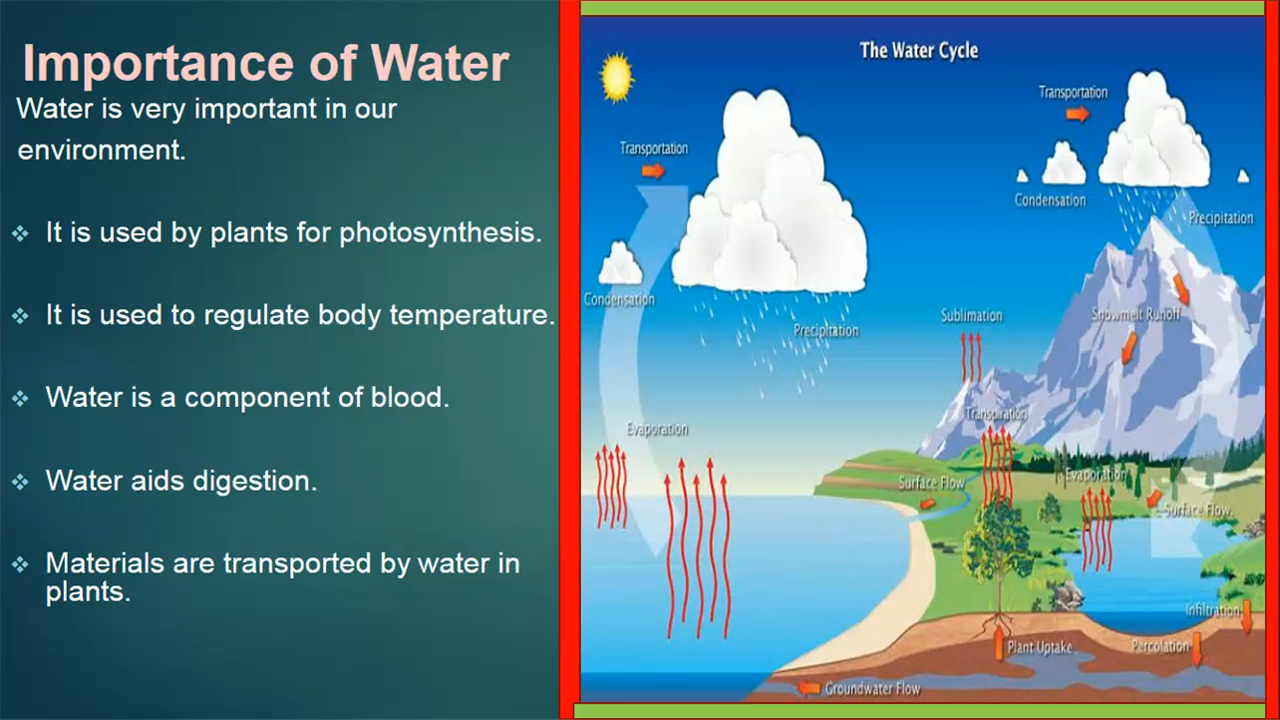 Importance of Water
Water is very important in our
environment.
❖ It is used by plants for photosynthesis.
❖ It is used to regulate body temperature.
❖ Water is a component of blood.
❖ Water aids digestion.
❖ Materials are transported by water in
plants.
The Water Cycle
Transportation
Transportation
Condensation
Precipitation
Condensation
Precipitation
Sublimation
Snowmelt Runoff
Transpiration
Evaporation
Evaporation
Surface Flow
Surface Flow
Infiltration
Plant Uptake
Percolation
Groundwater Flow